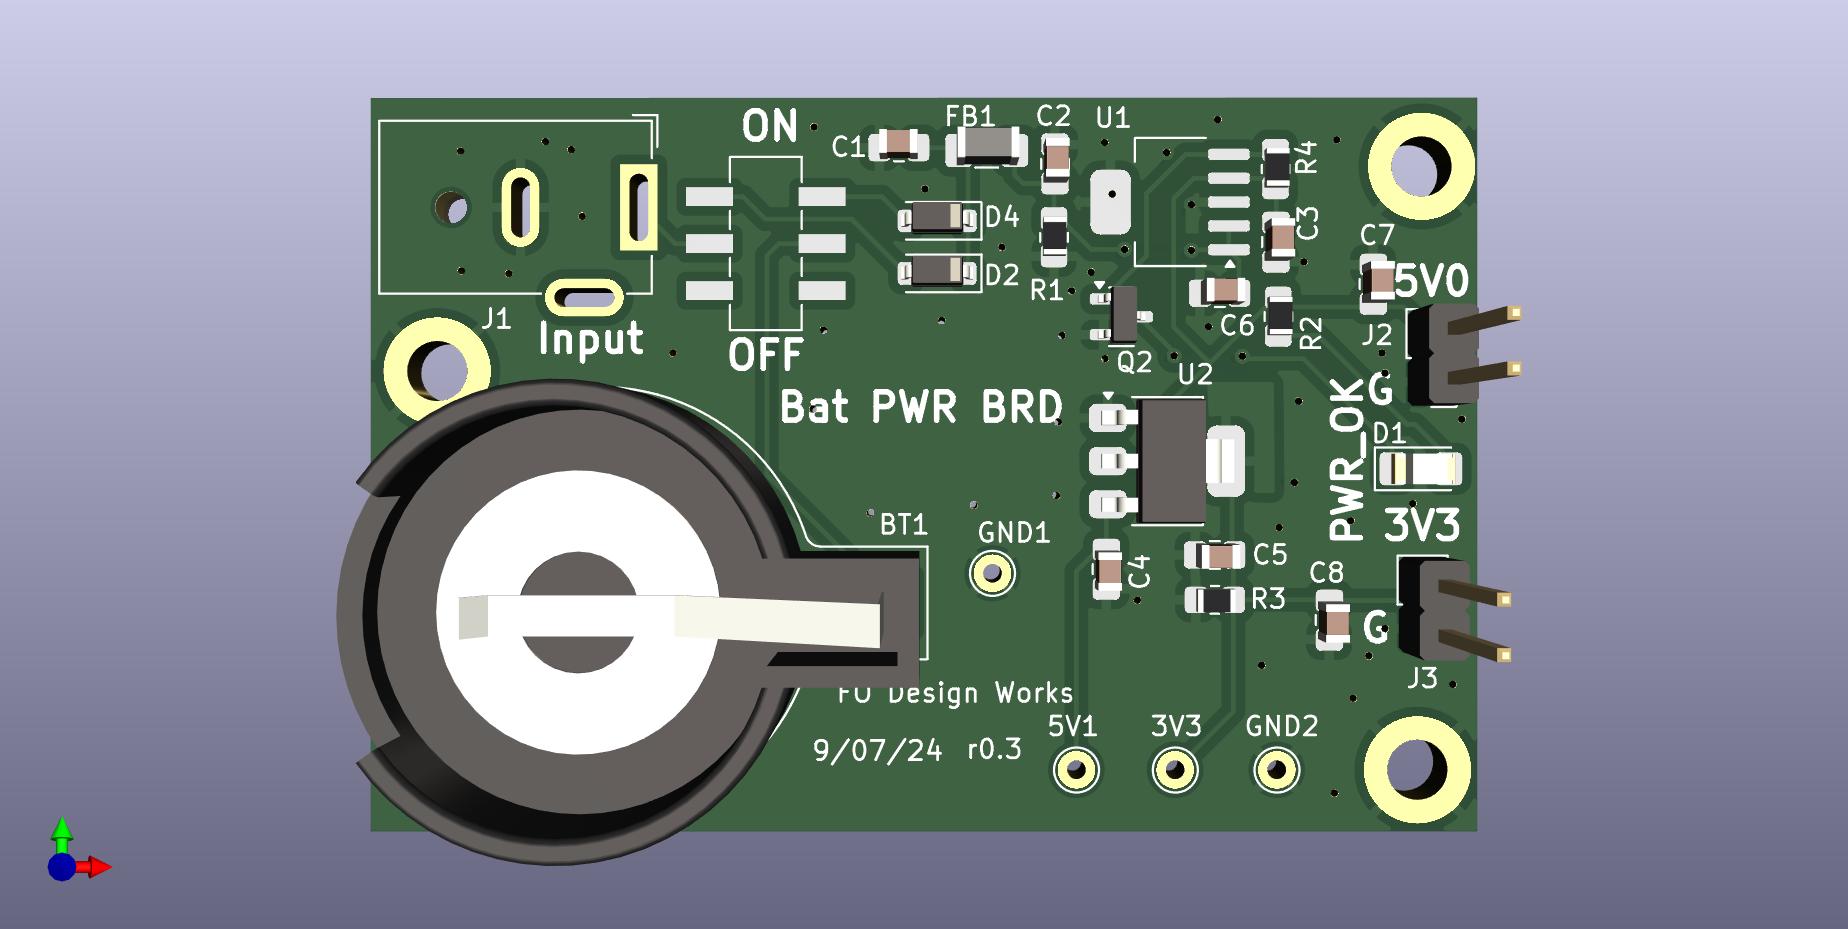 ON
FB1
C2
U1
C1
R4
D4
C3
C7
D2
5V0
R1
J1
Input
C6
R2
J2
OFF
Q2
U2
G
Bat PWR BRD
PWR_OK
D1
BT1
3V3
GND1
C5
C4
C8
R3
G
J3
FO Design Works
5V1
3V3
GND2
9/07/24 r0.3